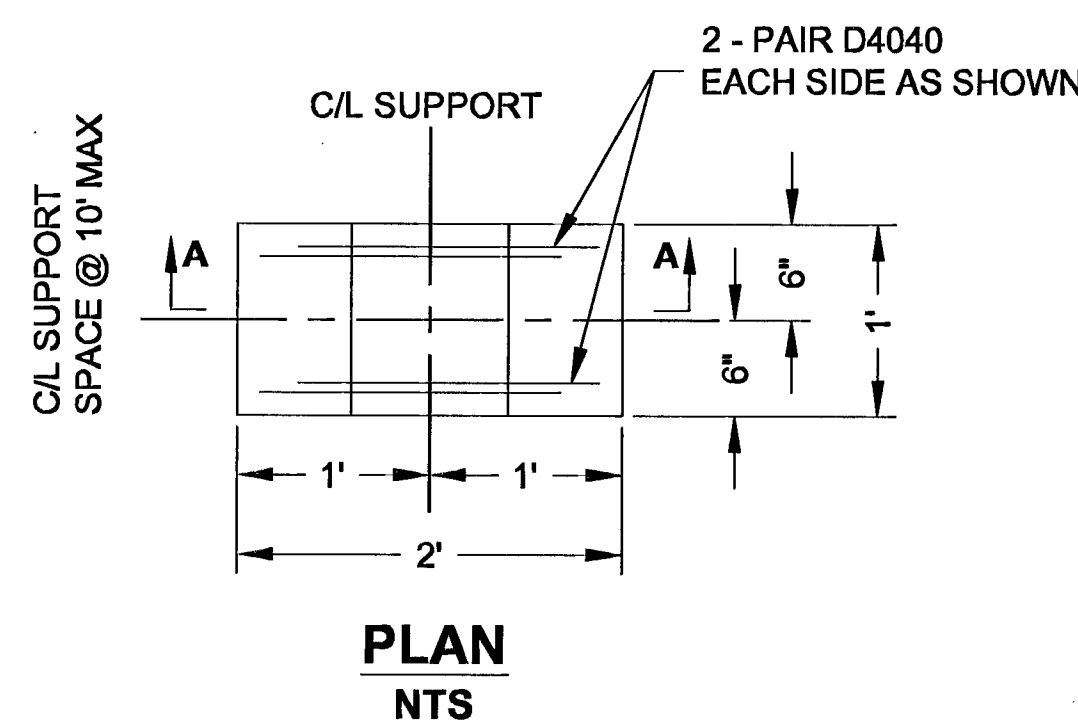 2 - PAIR D4040
EACH SIDE AS SHOWN
C/L SUPPORT
C/L SUPPORT
SPACE @ 10' MAX
A
A
6"
6"
1'
1'
1'
2'
PLAN
NTS